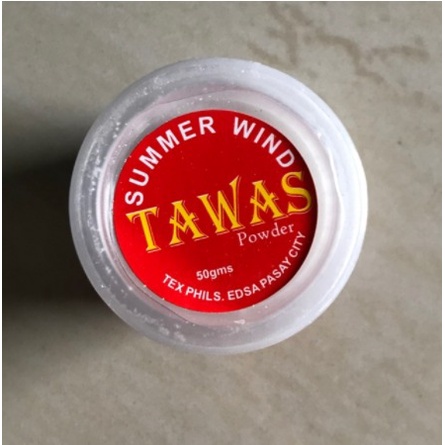 SUMMER WIND
TAWAS
Powder
50gms
TEX PHILS. EDSA PASAY CITY